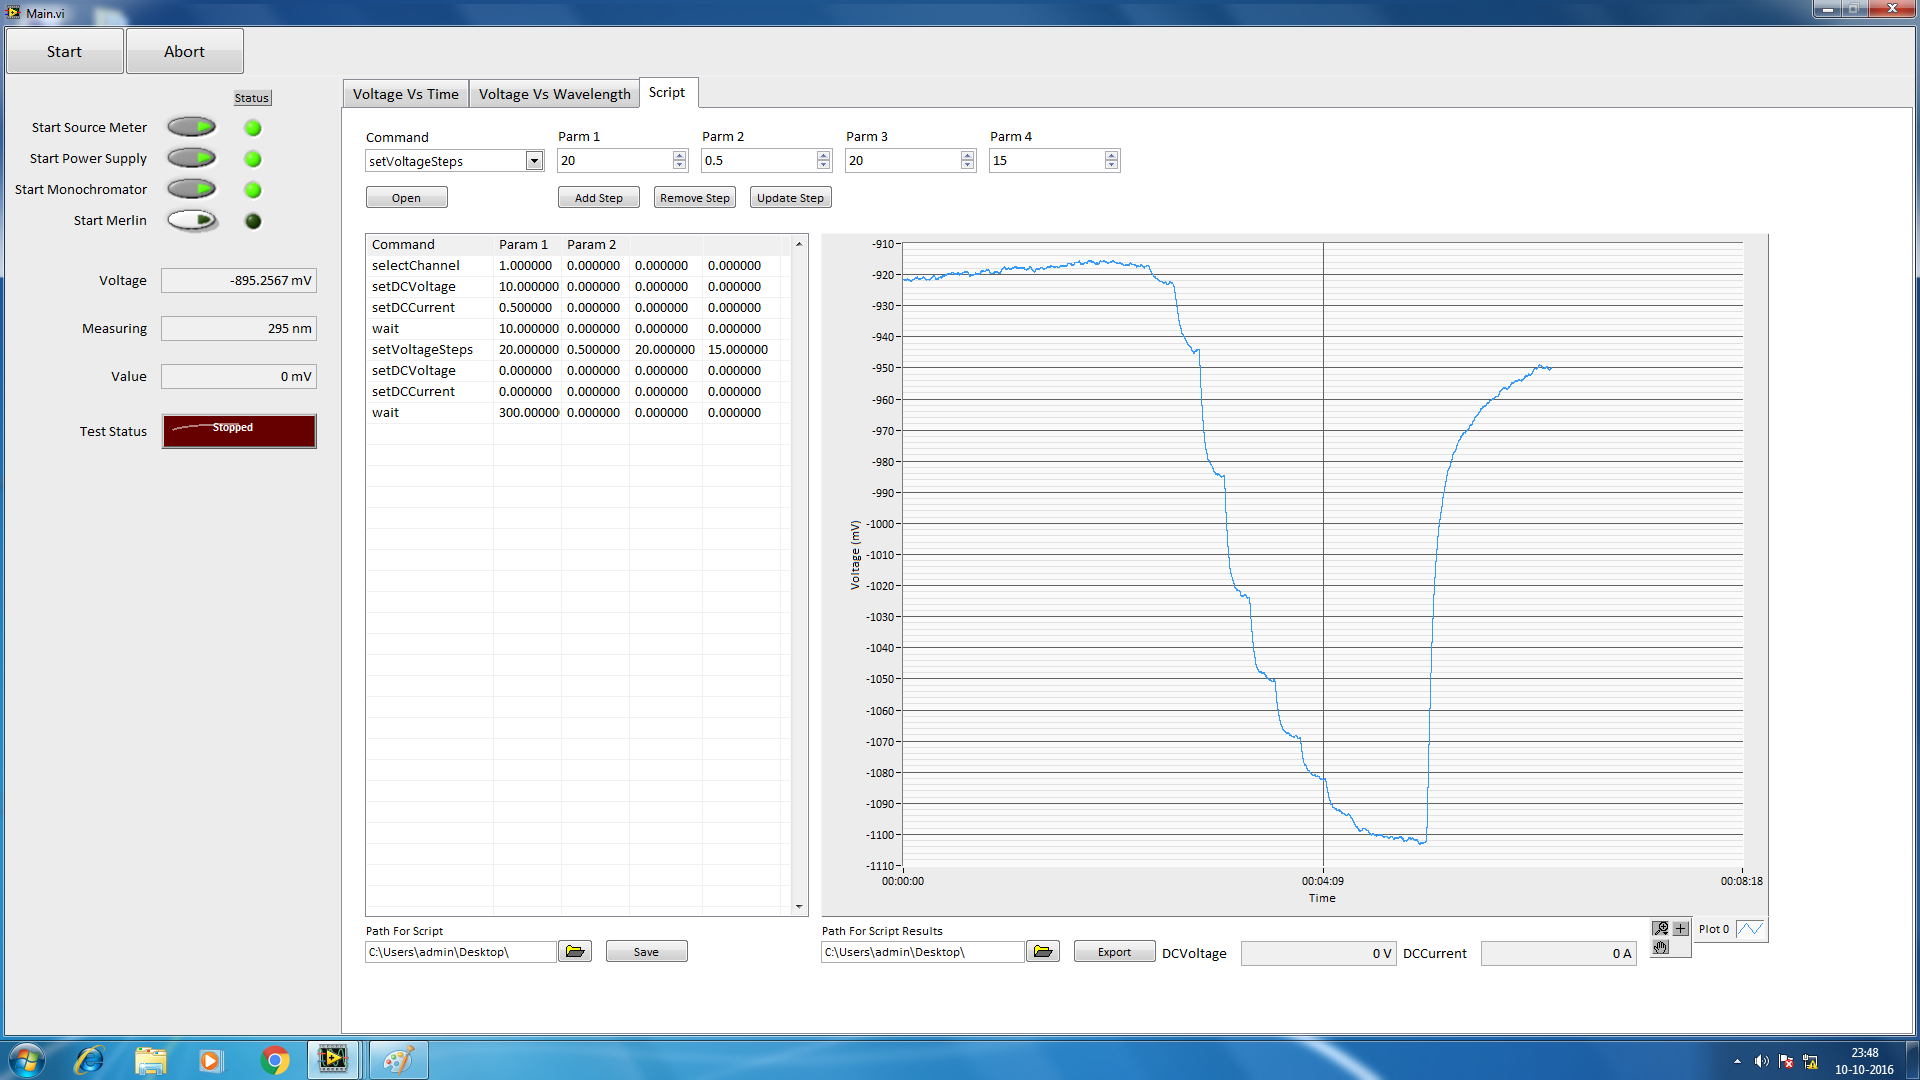 Main.vi
Start Abort
Status
Start Source Meter
Start Power Supply
Start Monochromator
Start Merlin
Voltage -895.2567 mV
Measuring 295 nm
Value 0 mV
Test Status Stopped
Voltage Vs Time Voltage Vs Wavelength Script
Command Parm 1 Parm 2 Parm 3 Parm 4
setVoltageSteps 20 0.5 20 15
Open Add Step Remove Step Update Step
Command Param 1 Param 2
selectChannel 1.000000 0.000000 0.000000 0.000000
setDCVoltage 10.000000 0.000000 0.000000 0.000000
setDCCurrent 0.500000 0.000000 0.000000 0.000000
wait 10.000000 0.000000 0.000000 0.000000
setVoltageSteps 20.000000 0.500000 20.000000 15.000000
setDCVoltage 0.000000 0.000000 0.000000 0.000000
setDCCurrent 0.000000 0.000000 0.000000 0.000000
wait 300.00000 0.000000 0.000000 0.000000
-910
-920
-930
-940
-950
-960
-970
-980
-990
-1000
-1010
-1020
-1030
-1040
-1050
-1060
-1070
-1080
-1090
-1100
-1110
Voltage (mV)
00:00:00 00:04:09 00:08:18
Time
Path For Script
C:\Users\admin\Desktop\ Save
Path For Script Results
C:\Users\admin\Desktop\ Export DCVoltage 0 V DCCurrent 0 A
Plot 0
23:48
10-10-2016